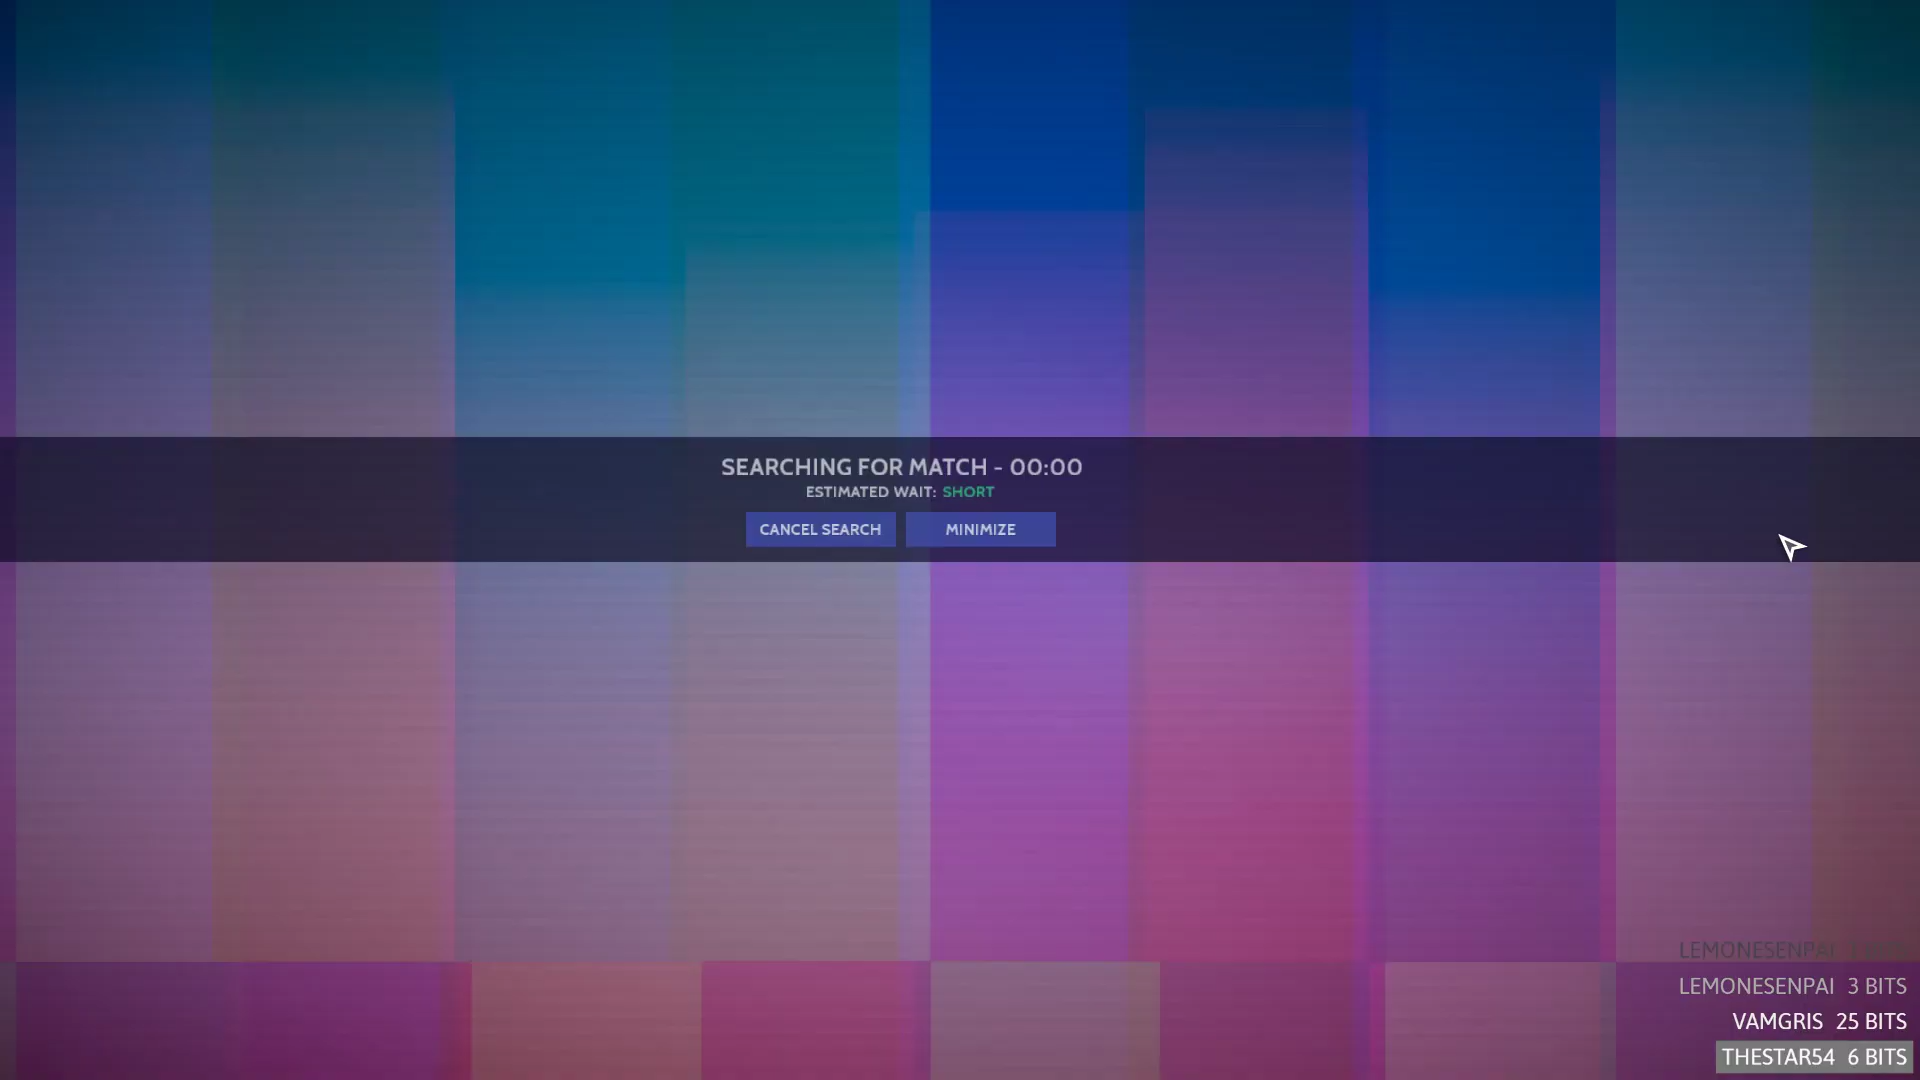 SEARCHING FOR MATCH - 00:00
ESTIMATED WAIT: SHORT
CANCEL SEARCH
MINIMIZE
LEMONESENPAI
LEMONESENPAI 3 BITS
VAMGRIS 25 BITS
THESTAR54 6 BITS